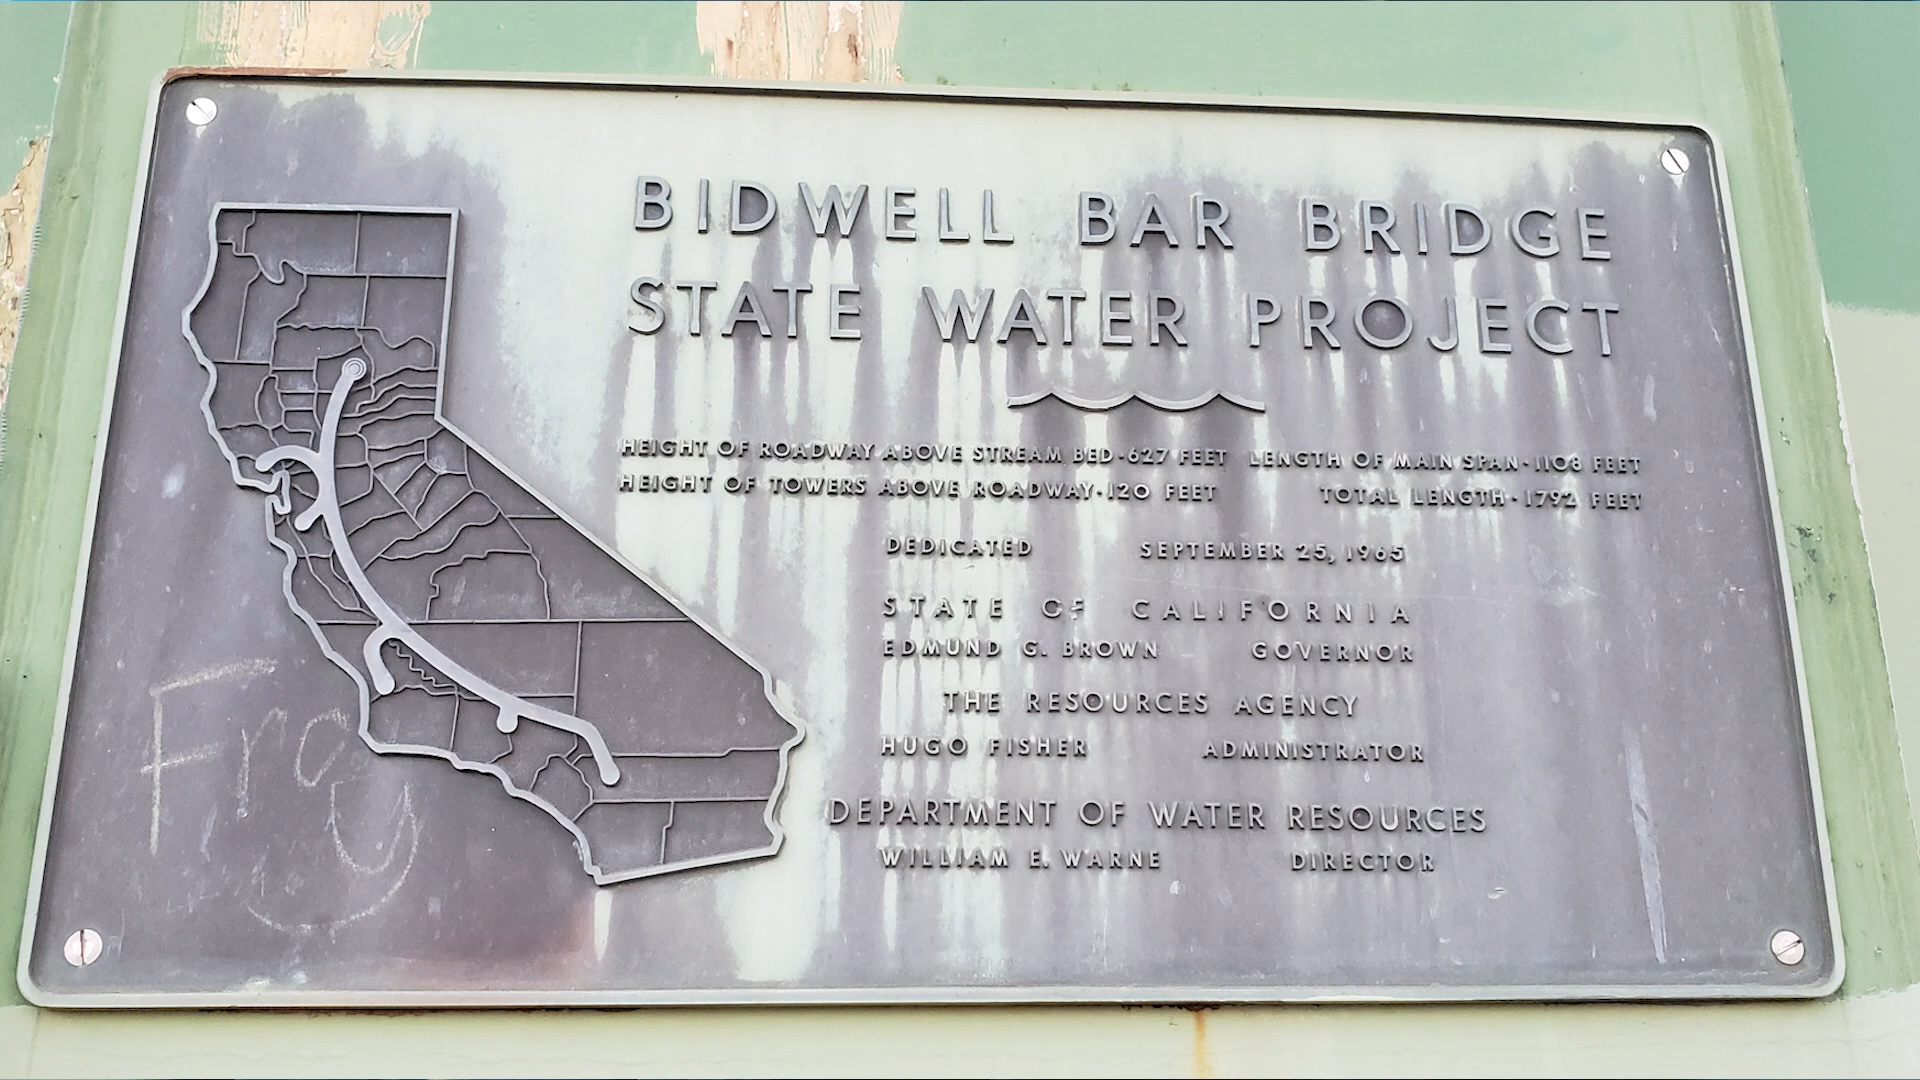 BIDWELL BAR BRIDGE
STATE WATER PROJECT
HEIGHT OF ROADWAY ABOVE STREAM BED·627 FEET LENGTH OF MAIN SPAN·1108 FEET
HEIGHT OF TOWERS ABOVE ROADWAY·120 FEET TOTAL LENGTH·1792 FEET
DEDICATED SEPTEMBER 25, 1965
STATE OF CALIFORNIA
EDMUND G. BROWN GOVERNOR
THE RESOURCES AGENCY
HUGO FISHER ADMINISTRATOR
DEPARTMENT OF WATER RESOURCES
WILLIAM E. WARNE DIRECTOR